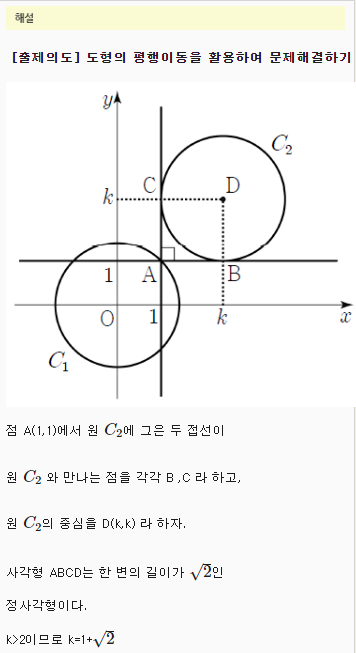 해설
[출제의도] 도형의 평행이동을 활용하여 문제해결하기
y
C₂
C D
k
1 A B
O 1 k x
C₁
점 A(1,1)에서 원 C₂에 그은 두 접선이
원 C₂ 와 만나는 점을 각각 B ,C 라 하고,
원 C₂의 중심을 D(k,k) 라 하자.
사각형 ABCD는 한 변의 길이가 √2인
정사각형이다.
k>2이므로 k=1+√2